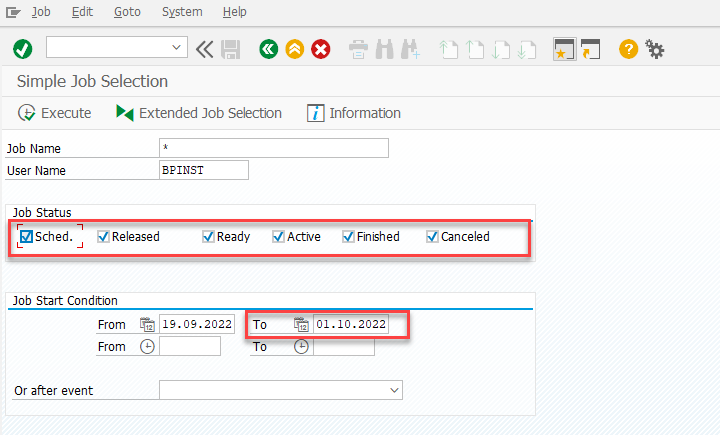 Job Edit Goto System Help
Simple Job Selection
Execute Extended Job Selection i Information
Job Name *
User Name BPINST
Job Status
Sched. Released Ready Active Finished Canceled
Job Start Condition
From 12 19.09.2022 To 12 01.10.2022
From To
Or after event